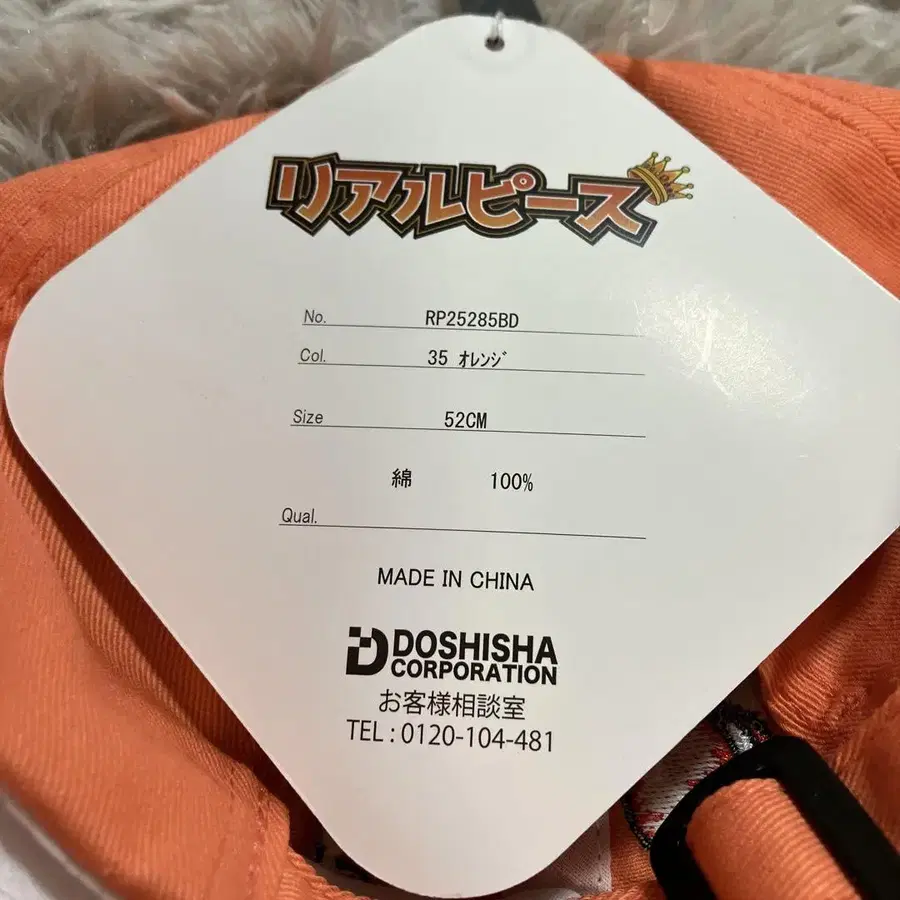 リアルピース
No. RP25285BD
Col. 35 ｵﾚﾝｼﾞ
Size 52CM
綿 100%
Qual.
MADE IN CHINA
DOSHISHA
CORPORATION
お客様相談室
TEL : 0120-104-481